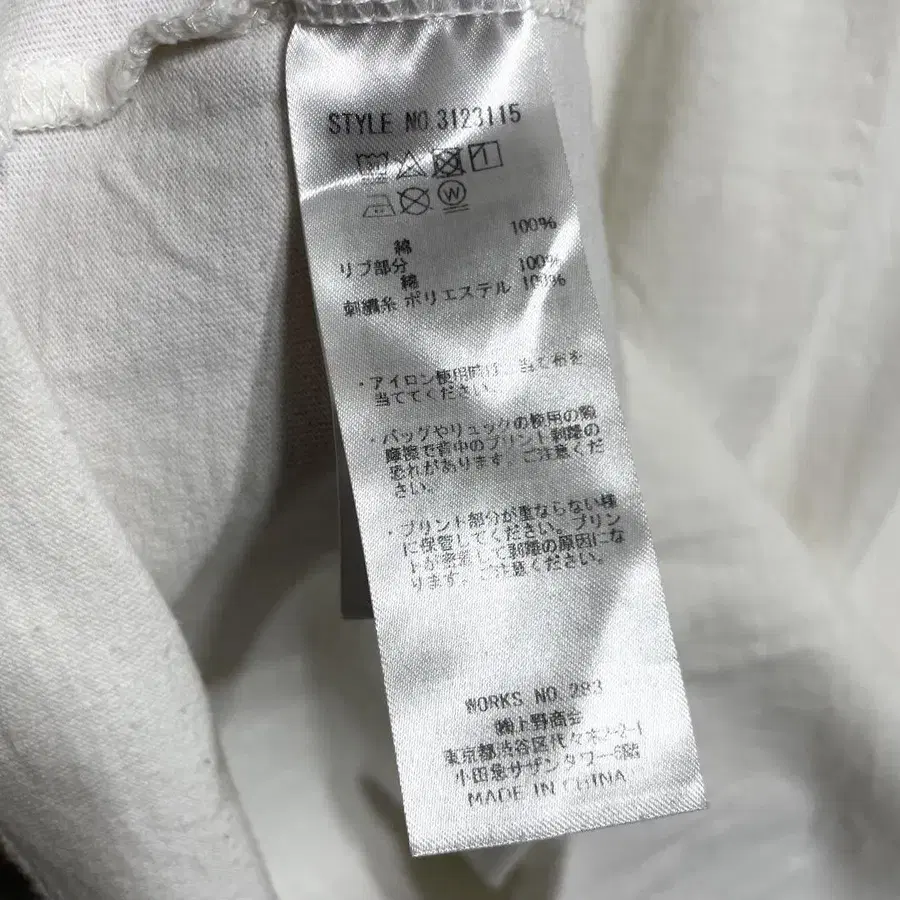 STYLE NO.3123115
W
100%
綿
リブ部分
綿 100%
刺繍糸 ポリエステル 100%
・アイロン使用時は、当て布を
当ててください。
・バッグやリュックの使用の際
摩擦で背中のプリント剥離の
恐れがあります。ご注意くだ
さい。
・プリント部分が重ならない様
に保管してください。プリン
トが密着して剥離の原因にな
ります。ご注意ください。
WORKS NO.283
㈱上野商会
東京都渋谷区代々木2-2-1
小田急サザンタワー6階
MADE IN CHINA